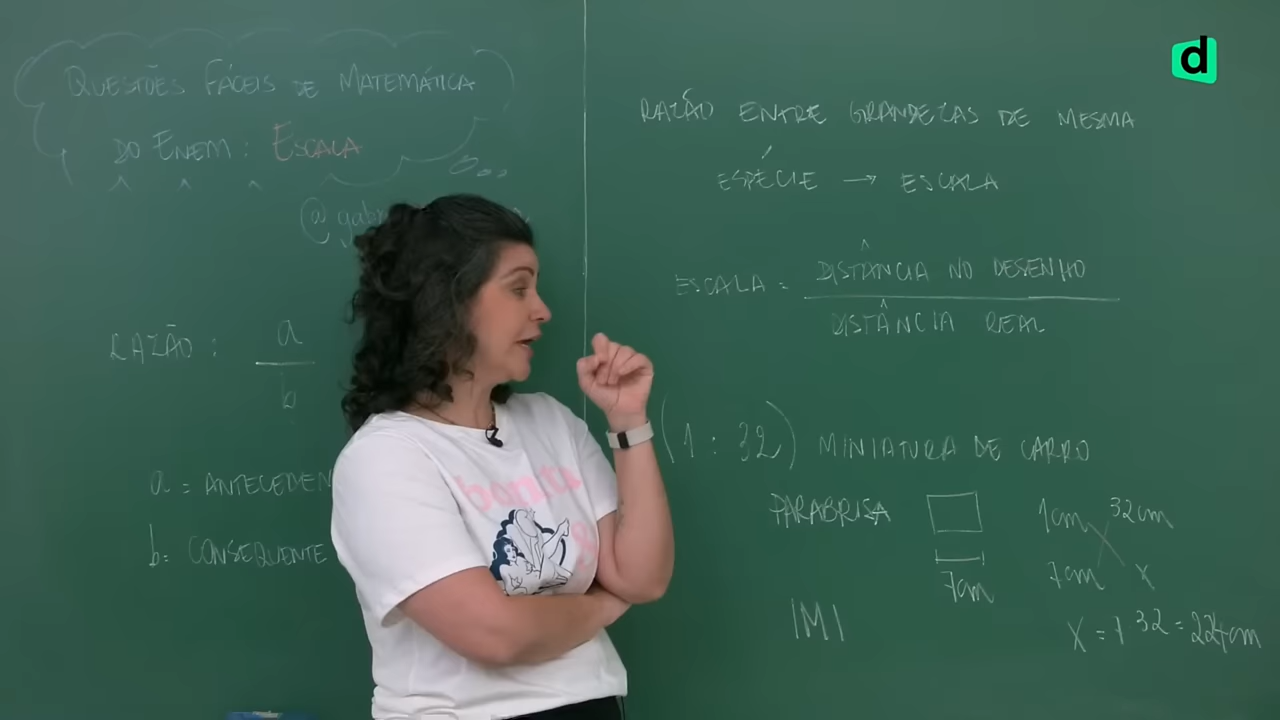 QUESTÕES FÁCEIS DE MATEMÁTICA
DO ENEM: ESCALA
@gabr
RAZÃO: a
b
a = ANTECEDEN
b = CONSEQUENTE
d
RAZÃO ENTRE GRANDEZAS DE MESMA
ESPÉCIE → ESCALA
ESCALA = DISTÂNCIA NO DESENHO
DISTÂNCIA REAL
(1 : 32) MINIATURA DE CARRO
PARABRISA 1cm 32cm
7cm 7cm x
|M|
X = 7 32 = 224cm